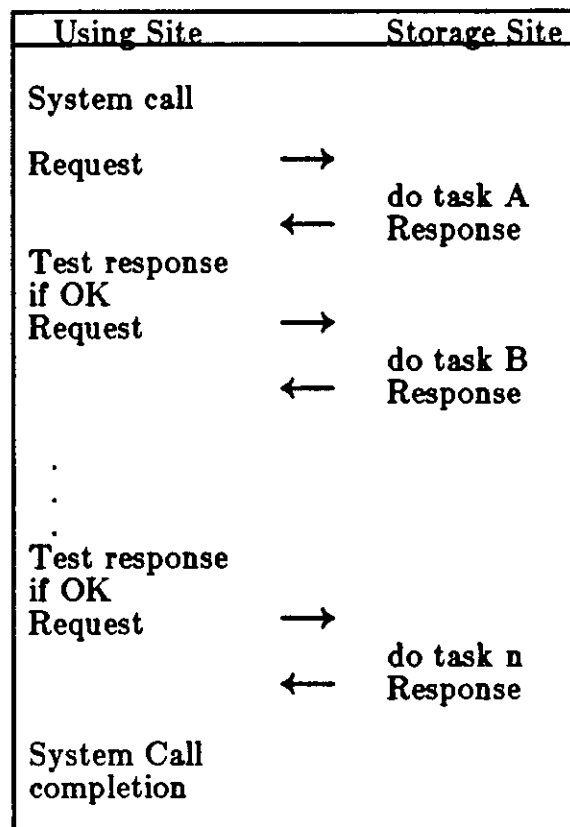 Using Site Storage Site
System call
Request →
do task A
← Response
Test response
if OK
Request →
do task B
← Response
.
.
.
Test response
if OK
Request →
do task n
← Response
System Call
completion